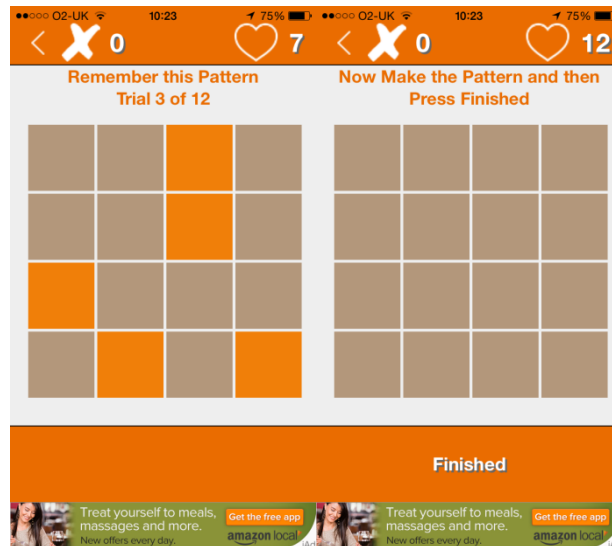 O2-UK 10:23 75%
0 7
Remember this Pattern
Trial 3 of 12
Treat yourself to meals,
massages and more.
New offers every day.
Get the free app
amazon local
iAd
O2-UK 10:23 75%
0 12
Now Make the Pattern and then
Press Finished
Finished
Treat yourself to meals,
massages and more.
New offers every day.
Get the free app
amazon local